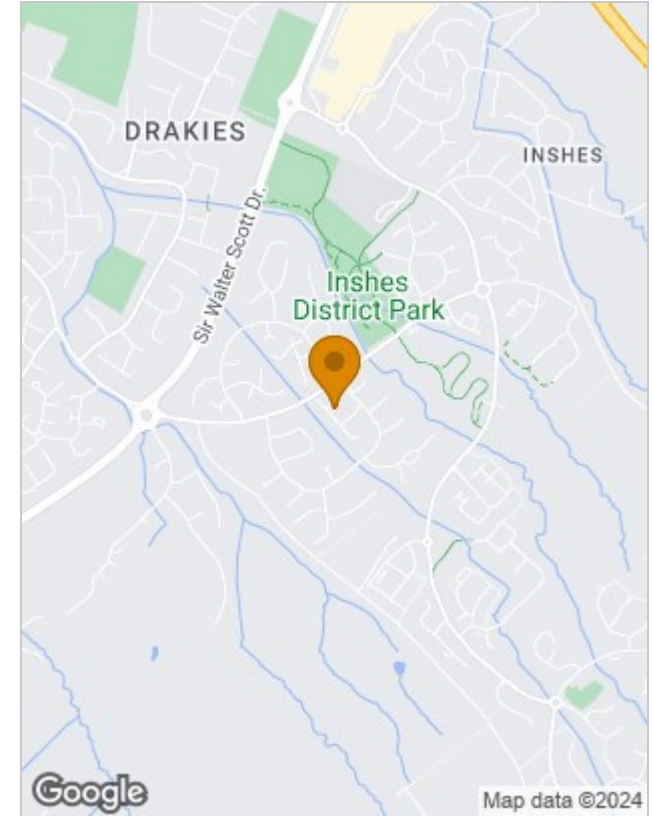 DRAKIES
INSHES
Sir Walter Scott Dr.
Inshes
District Park
Google
Map data ©2024